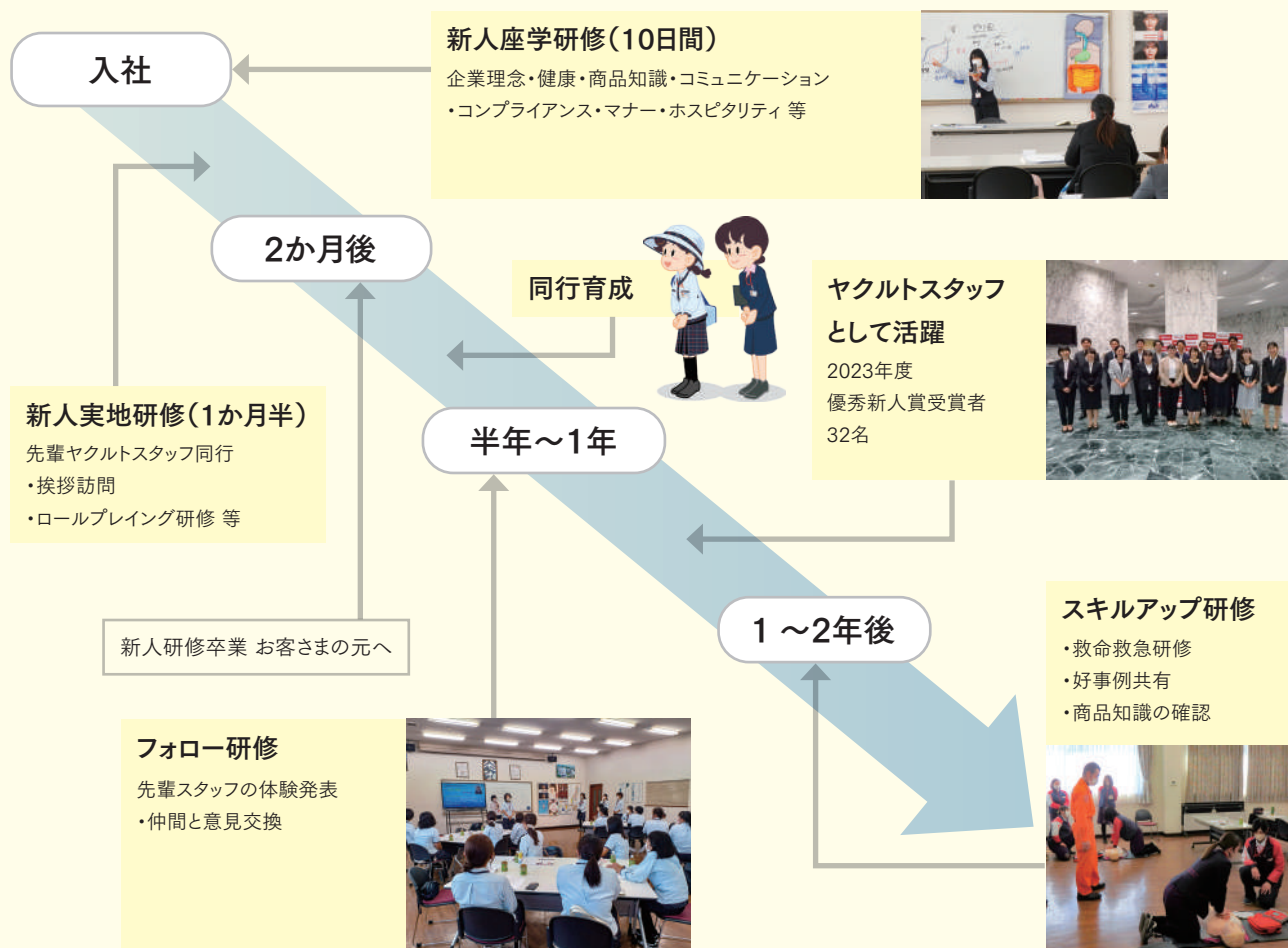 入社
新人座学研修（10日間）
企業理念・健康・商品知識・コミュニケーション
・コンプライアンス・マナー・ホスピタリティ 等
2か月後
同行育成
ヤクルトスタッフ
として活躍
2023年度
優秀新人賞受賞者
32名
新人実地研修（1か月半）
先輩ヤクルトスタッフ同行
・挨拶訪問
・ロールプレイング研修 等
半年〜1年
新人研修卒業 お客さまの元へ
1 〜2年後
スキルアップ研修
・救命救急研修
・好事例共有
・商品知識の確認
フォロー研修
先輩スタッフの体験発表
・仲間と意見交換